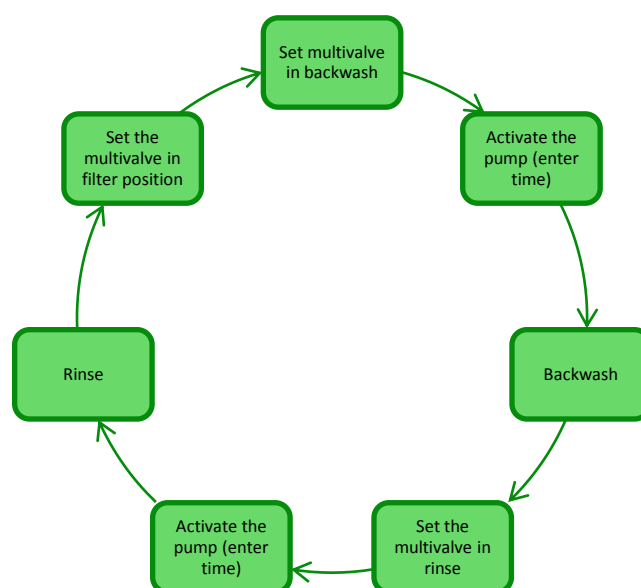 Set multivalve
in backwash
Activate the
pump (enter
time)
Backwash
Set the
multivalve in
rinse
Activate the
pump (enter
time)
Rinse
Set the
multivalve in
filter position